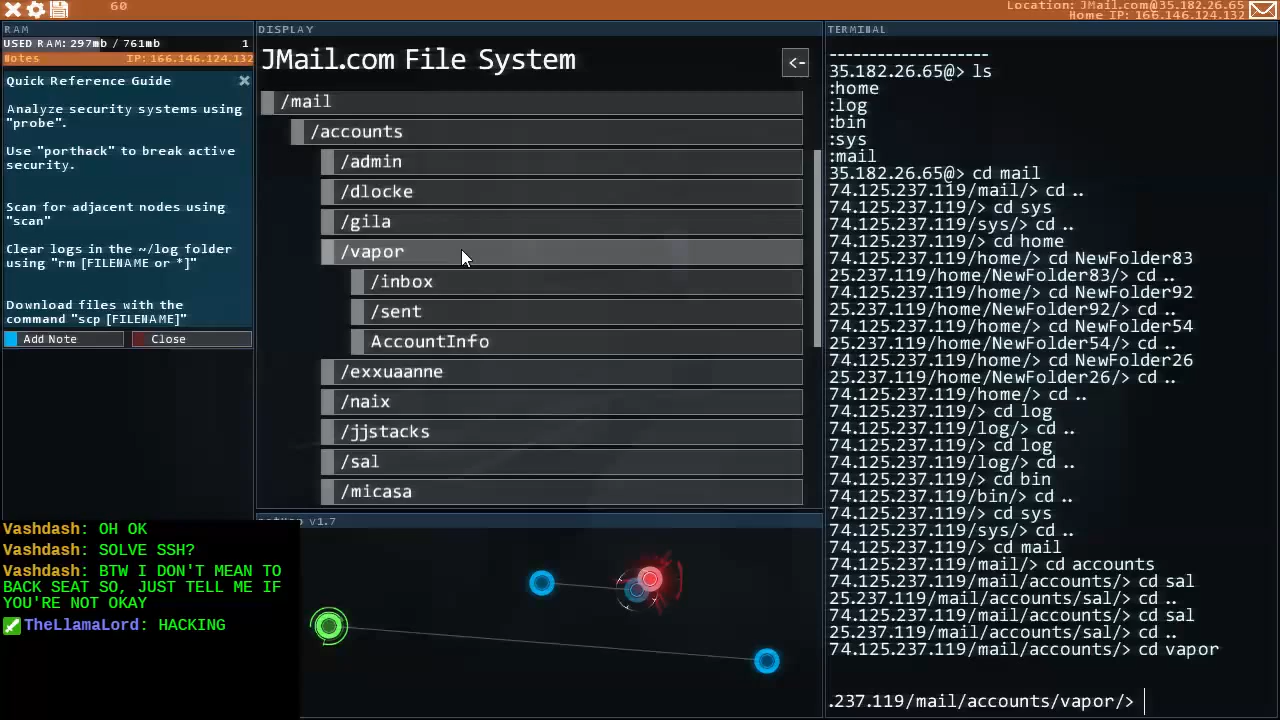 60
Location: JMail.com@35.182.26.65
Home IP: 166.146.124.132
RAM
USED RAM: 297mb / 761mb 1
Notes IP: 166.146.124.132
Quick Reference Guide
Analyze security systems using
"probe".
Use "porthack" to break active
security.
Scan for adjacent nodes using
"scan"
Clear logs in the ~/log folder
using "rm [FILENAME or *]"
Download files with the
command "scp [FILENAME]"
Add Note Close
Vashdash: OH OK
Vashdash: SOLVE SSH?
Vashdash: BTW I DON'T MEAN TO
BACK SEAT SO, JUST TELL ME IF
YOU'RE NOT OKAY
TheLlamaLord: HACKING
DISPLAY
JMail.com File System
<-
/mail
/accounts
/admin
/dlocke
/gila
/vapor
/inbox
/sent
AccountInfo
/exxuaanne
/naix
/jjstacks
/sal
/micasa
v1.7
TERMINAL
--------------------
35.182.26.65@> ls
:home
:log
:bin
:sys
:mail
35.182.26.65@> cd mail
74.125.237.119/mail/> cd ..
74.125.237.119/> cd sys
74.125.237.119/sys/> cd ..
74.125.237.119/> cd home
74.125.237.119/home/> cd NewFolder83
25.237.119/home/NewFolder83/> cd ..
74.125.237.119/home/> cd NewFolder92
25.237.119/home/NewFolder92/> cd ..
74.125.237.119/home/> cd NewFolder54
25.237.119/home/NewFolder54/> cd ..
74.125.237.119/home/> cd NewFolder26
25.237.119/home/NewFolder26/> cd ..
74.125.237.119/home/> cd ..
74.125.237.119/> cd log
74.125.237.119/log/> cd ..
74.125.237.119/> cd log
74.125.237.119/log/> cd ..
74.125.237.119/> cd bin
74.125.237.119/bin/> cd ..
74.125.237.119/> cd sys
74.125.237.119/sys/> cd ..
74.125.237.119/> cd mail
74.125.237.119/mail/> cd accounts
74.125.237.119/mail/accounts/> cd sal
25.237.119/mail/accounts/sal/> cd ..
74.125.237.119/mail/accounts/> cd sal
25.237.119/mail/accounts/sal/> cd ..
74.125.237.119/mail/accounts/> cd vapor
.237.119/mail/accounts/vapor/>